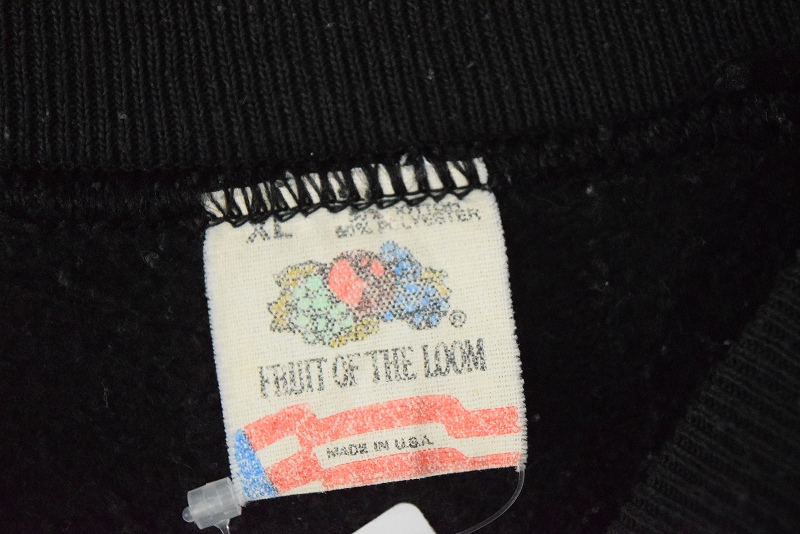 XL
50% POLYESTER
®
FRUIT OF THE LOOM
MADE IN U.S.A.